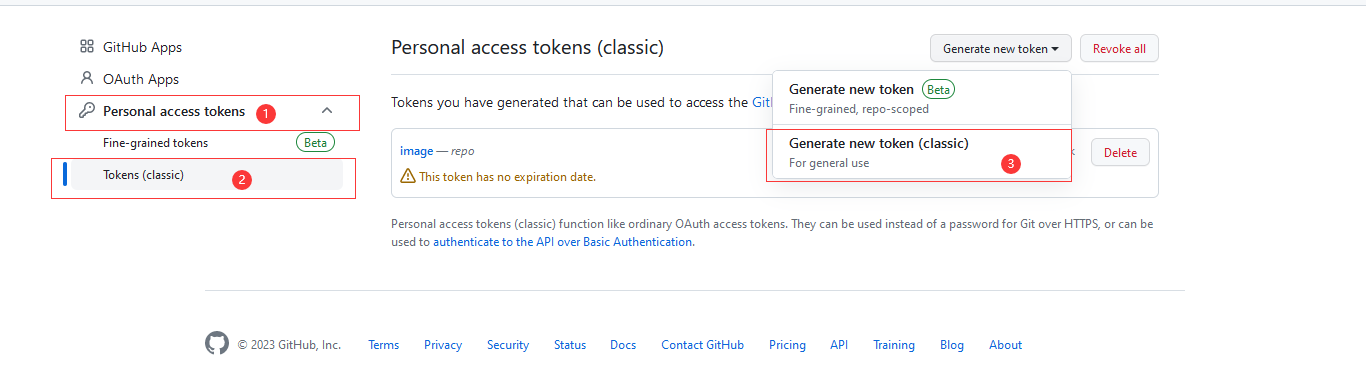 GitHub Apps
OAuth Apps
Personal access tokens 1
Fine-grained tokens Beta
Tokens (classic) 2
Personal access tokens (classic)
Generate new token
Revoke all
Tokens you have generated that can be used to access the
Generate new token Beta
Fine-grained, repo-scoped
Generate new token (classic)
For general use 3
image — repo
Delete
This token has no expiration date.
Personal access tokens (classic) function like ordinary OAuth access tokens. They can be used instead of a password for Git over HTTPS, or can be
used to authenticate to the API over Basic Authentication.
© 2023 GitHub, Inc. Terms Privacy Security Status Docs Contact GitHub Pricing API Training Blog About